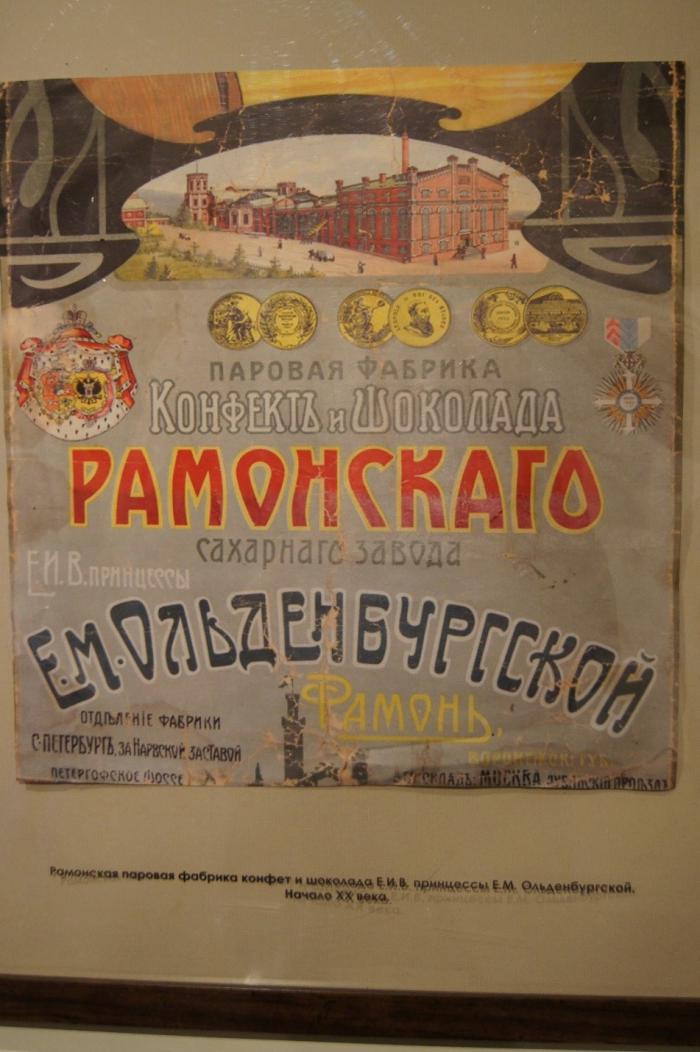 ПАРОВАЯ ФАБРИКА
КОНФЕКТЪ и ШОКОЛАДА
РАМОНСКАГО
САХАРНАГО ЗАВОДА
Е.И.В. ПРИНЦЕССЫ
Е.М. ОЛЬДЕНБУРГСКОЙ
РАМОНЬ,
ВОРОНЕЖСК. ГУБ.
ОТДѢЛЕНІЕ ФАБРИКИ
С-ПЕТЕРБУРГЪ, ЗА НАРВСКОЙ ЗАСТАВОЙ
ПЕТЕРГОФСКОЕ ШОССЕ
СКЛАДЪ: МОСКВА ПРОѢЗДЪ
Рамонская паровая фабрика конфет и шоколада Е.И.В. принцессы Е.М. Ольденбургской.
Начало XX века.